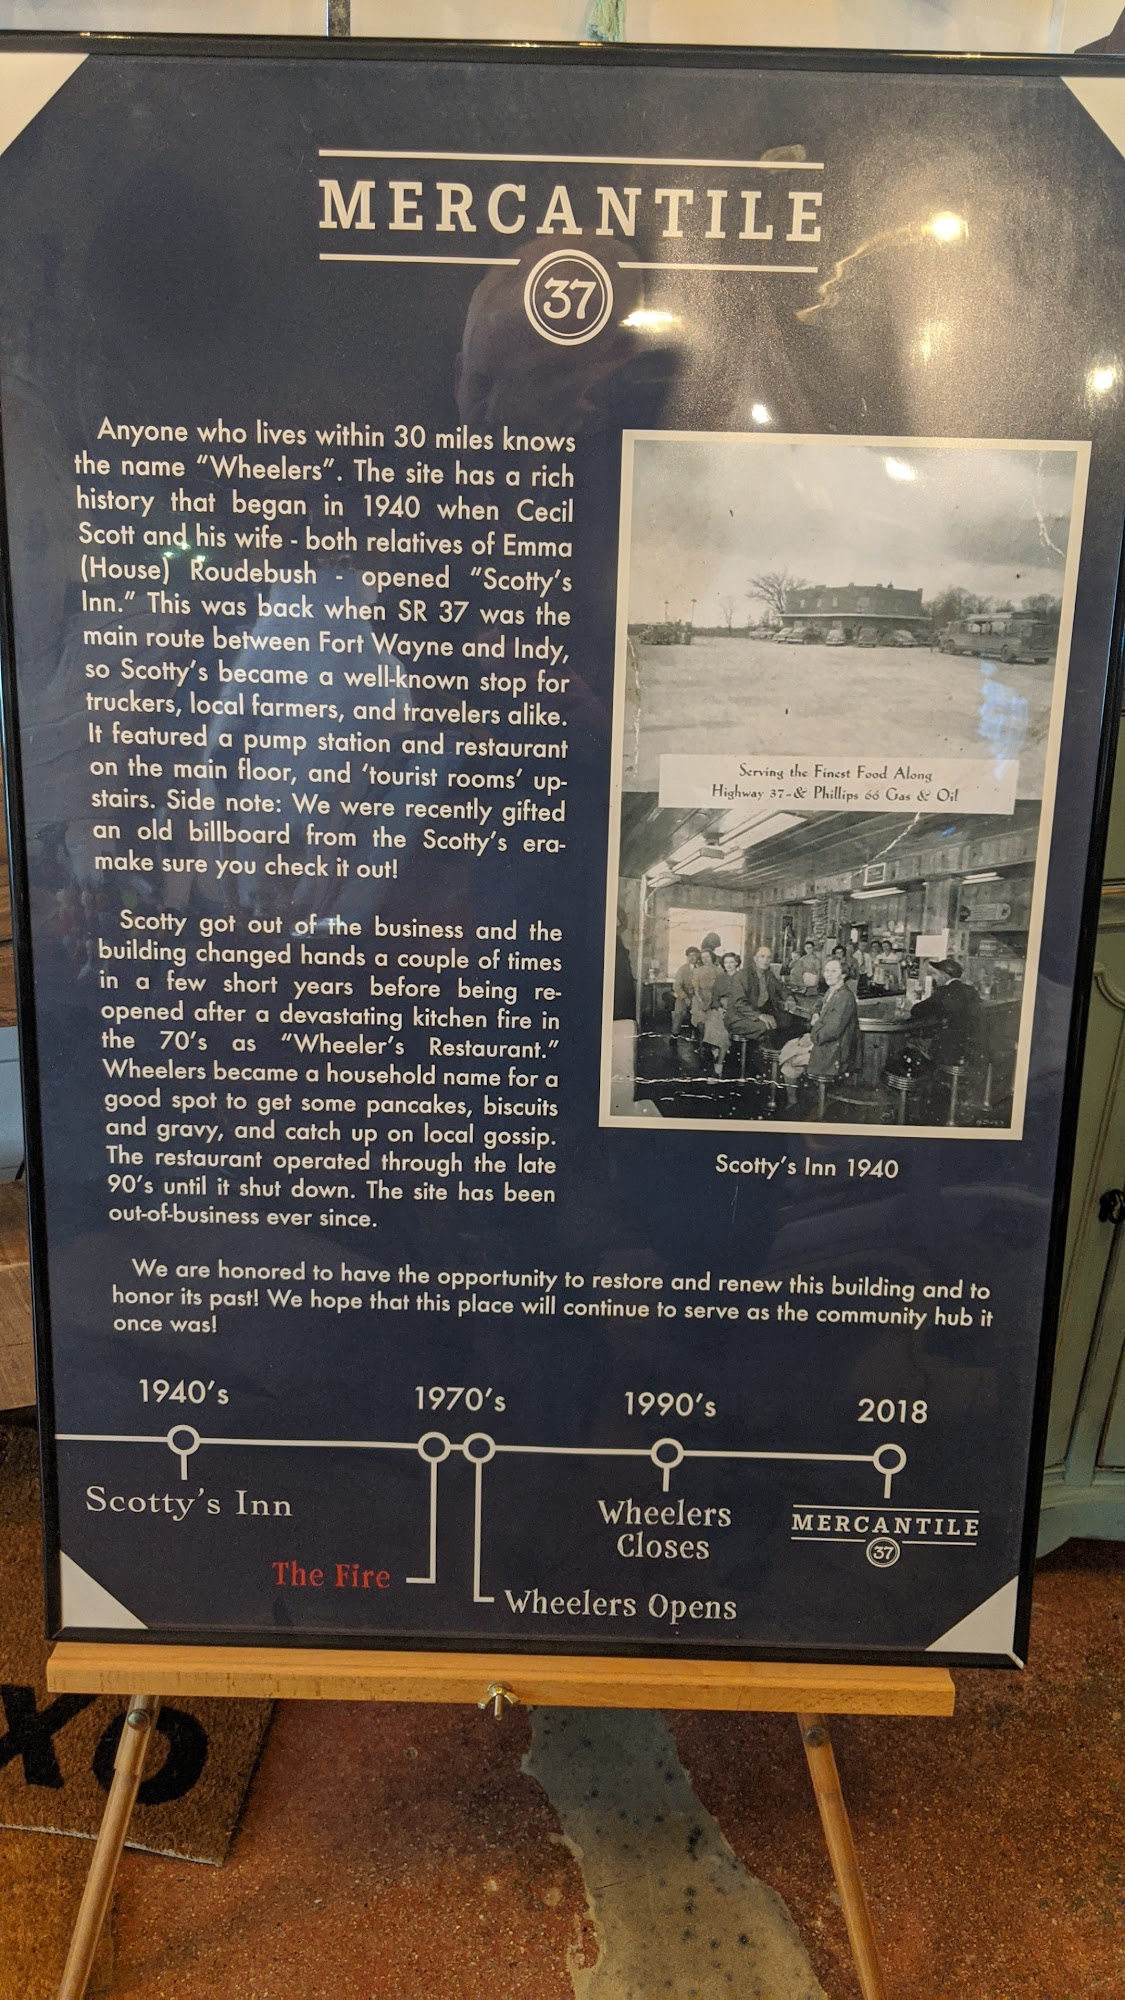 MERCANTILE
37
Anyone who lives within 30 miles knows
the name "Wheelers". The site has a rich
history that began in 1940 when Cecil
Scott and his wife - both relatives of Emma
(House) Roudebush - opened "Scotty's
Inn." This was back when SR 37 was the
main route between Fort Wayne and Indy,
so Scotty's became a well-known stop for
truckers, local farmers, and travelers alike.
It featured a pump station and restaurant
on the main floor, and 'tourist rooms' up-
stairs. Side note: We were recently gifted
an old billboard from the Scotty's era-
make sure you check it out!
Scotty got out of the business and the
building changed hands a couple of times
in a few short years before being re-
opened after a devastating kitchen fire in
the 70's as "Wheeler's Restaurant."
Wheelers became a household name for a
good spot to get some pancakes, biscuits
and gravy, and catch up on local gossip.
The restaurant operated through the late
90's until it shut down. The site has been
out-of-business ever since.
Serving the Finest Food Along
Highway 37-& Phillips 66 Gas & Oil
Scotty's Inn 1940
We are honored to have the opportunity to restore and renew this building and to
honor its past! We hope that this place will continue to serve as the community hub it
once was!
1940's
1970's
1990's
2018
Scotty's Inn
The Fire
Wheelers Opens
Wheelers
Closes
MERCANTILE
37
XO